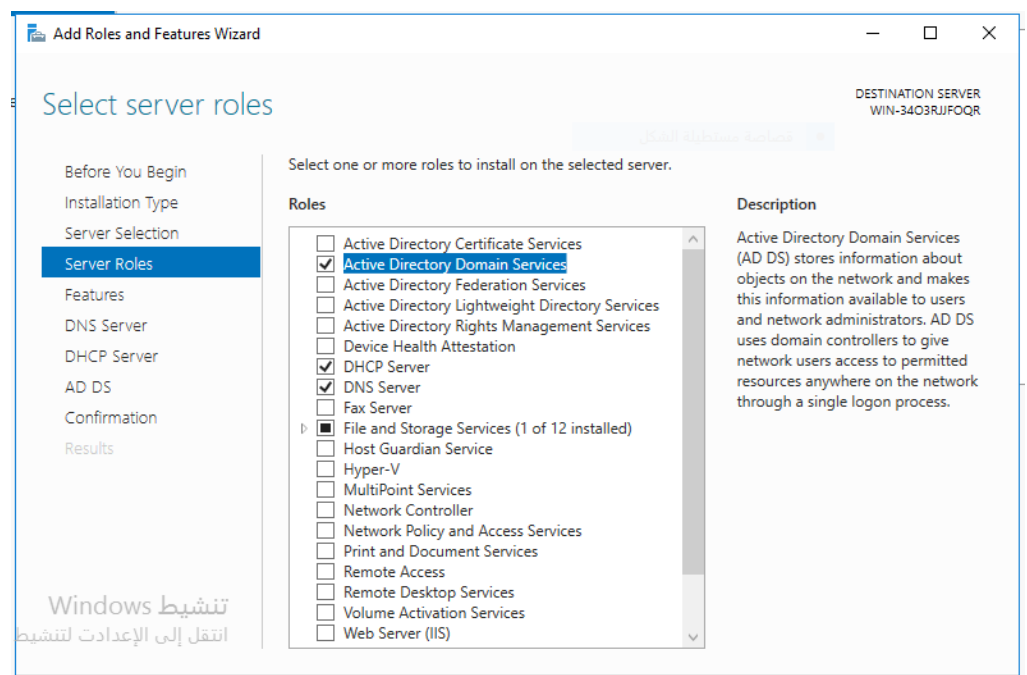 Add Roles and Features Wizard
Select server roles
DESTINATION SERVER
WIN-34O3RJJFOQR
قصاصة مستطيلة الشكل
Before You Begin
Installation Type
Server Selection
Server Roles
Features
DNS Server
DHCP Server
AD DS
Confirmation
Results
Select one or more roles to install on the selected server.
Roles
Active Directory Certificate Services
Active Directory Domain Services
Active Directory Federation Services
Active Directory Lightweight Directory Services
Active Directory Rights Management Services
Device Health Attestation
DHCP Server
DNS Server
Fax Server
File and Storage Services (1 of 12 installed)
Host Guardian Service
Hyper-V
MultiPoint Services
Network Controller
Network Policy and Access Services
Print and Document Services
Remote Access
Remote Desktop Services
Volume Activation Services
Web Server (IIS)
Description
Active Directory Domain Services
(AD DS) stores information about
objects on the network and makes
this information available to users
and network administrators. AD DS
uses domain controllers to give
network users access to permitted
resources anywhere on the network
through a single logon process.
تنشيط Windows
انتقل إلى الإعدادت لتنشيط